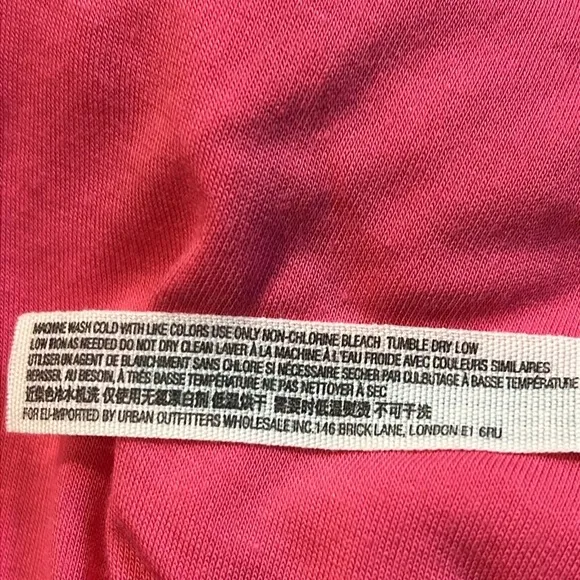 MACHINE WASH COLD WITH LIKE COLORS USE ONLY NON-CHLORINE BLEACH TUMBLE DRY LOW
LOW IRON AS NEEDED DO NOT DRY CLEAN LAVER À LA MACHINE À L'EAU FROIDE AVEC COULEURS SIMILAIRES
UTILISER UN AGENT DE BLANCHIMENT SANS CHLORE SI NÉCESSAIRE SECHER PAR CULBUTAGE À BASSE TEMPÉRATURE
REPASSER, AU BESOIN, À TRÈS BASSE TEMPÉRATURE NE PAS NETTOYER À SEC
近似色冷水机洗 仅使用无氯漂白剂 低温烘干 需要时低温熨烫 不可干洗
FOR EU-IMPORTED BY URBAN OUTFITTERS WHOLESALE INC. 146 BRICK LANE, LONDON E1 6RU